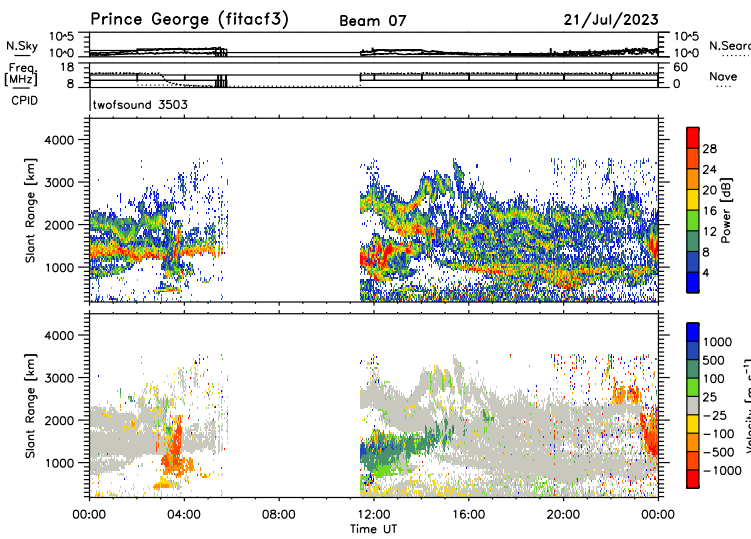 Prince George (fitacf3) Beam 07 21/Jul/2023
N.Sky 10^5 10^0 10^5 10^0 N.Sear
Freq [MHz] 18 8 60 0 Nave
CPID twofsound 3503
Slant Range [km] 4000 3000 2000 1000
Power [dB] 28 24 20 16 12 8 4
Slant Range [km] 4000 3000 2000 1000
Velocity [m s^-1] 1000 500 100 25 -25 -100 -500 -1000
00:00 04:00 08:00 12:00 16:00 20:00 00:00
Time UT